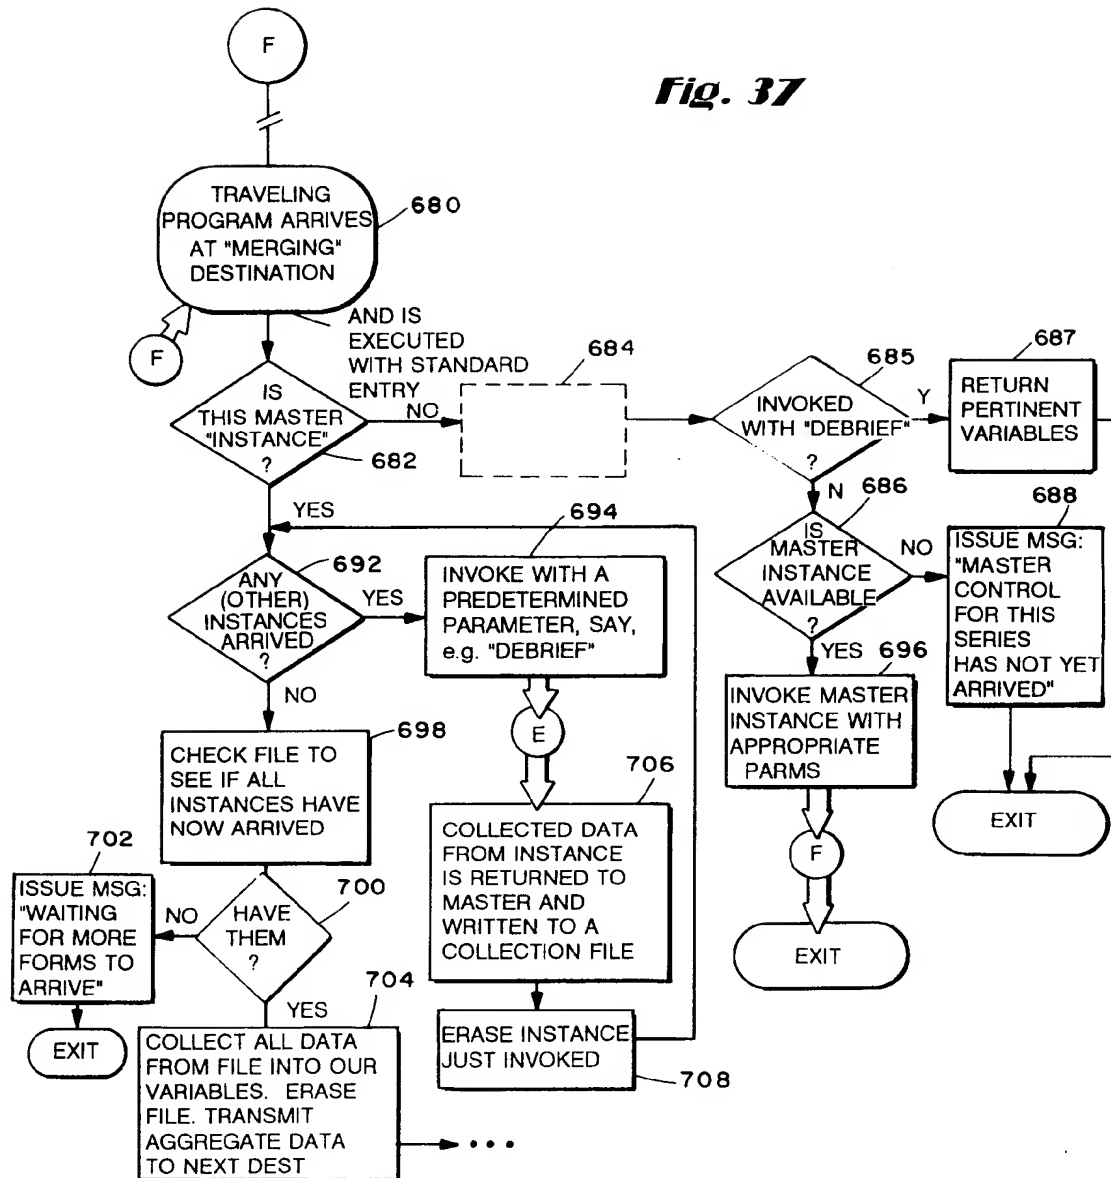 F
Fig. 37
TRAVELING
PROGRAM ARRIVES
AT "MERGING"
DESTINATION
680
F
AND IS
EXECUTED
WITH STANDARD
ENTRY
IS
THIS MASTER
"INSTANCE"
?
682
NO
684
INVOKED
WITH "DEBRIEF"
?
685
Y
687
RETURN
PERTINENT
VARIABLES
N
686
IS
MASTER
INSTANCE
AVAILABLE
?
NO
688
ISSUE MSG:
"MASTER
CONTROL
FOR THIS
SERIES
HAS NOT YET
ARRIVED"
EXIT
YES
696
INVOKE MASTER
INSTANCE WITH
APPROPRIATE
PARMS
F
EXIT
YES
692
ANY
(OTHER)
INSTANCES
ARRIVED
?
YES
694
INVOKE WITH A
PREDETERMINED
PARAMETER, SAY,
e.g. "DEBRIEF"
E
706
COLLECTED DATA
FROM INSTANCE
IS RETURNED TO
MASTER AND
WRITTEN TO A
COLLECTION FILE
ERASE INSTANCE
JUST INVOKED
708
NO
698
CHECK FILE TO
SEE IF ALL
INSTANCES HAVE
NOW ARRIVED
700
HAVE
THEM
?
NO
702
ISSUE MSG:
"WAITING
FOR MORE
FORMS TO
ARRIVE"
EXIT
YES
704
COLLECT ALL DATA
FROM FILE INTO OUR
VARIABLES. ERASE
FILE. TRANSMIT
AGGREGATE DATA
TO NEXT DEST
• • •